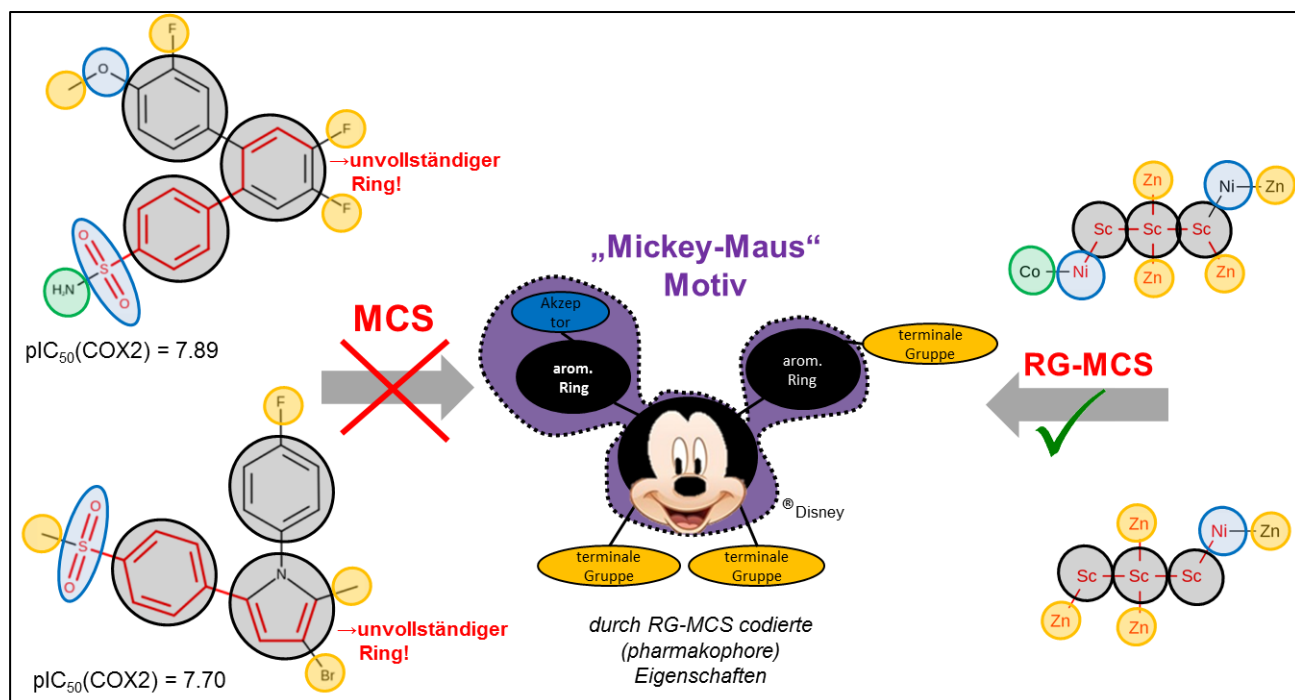 F
O
F
F
→unvollständiger
Ring!
O
S
O
H₂N
pIC₅₀(COX2) = 7.89
F
O
S
O
N
Br
→unvollständiger
Ring!
pIC₅₀(COX2) = 7.70
MCS
„Mickey-Maus“
Motiv
Akzep
tor
arom.
Ring
arom.
Ring
terminale
Gruppe
®Disney
terminale
Gruppe
terminale
Gruppe
durch RG-MCS codierte
(pharmakophore)
Eigenschaften
RG-MCS
Zn
Ni Zn
Sc Sc Sc
Co Ni Zn Zn
Zn
Ni Zn
Sc Sc Sc
Zn
Zn